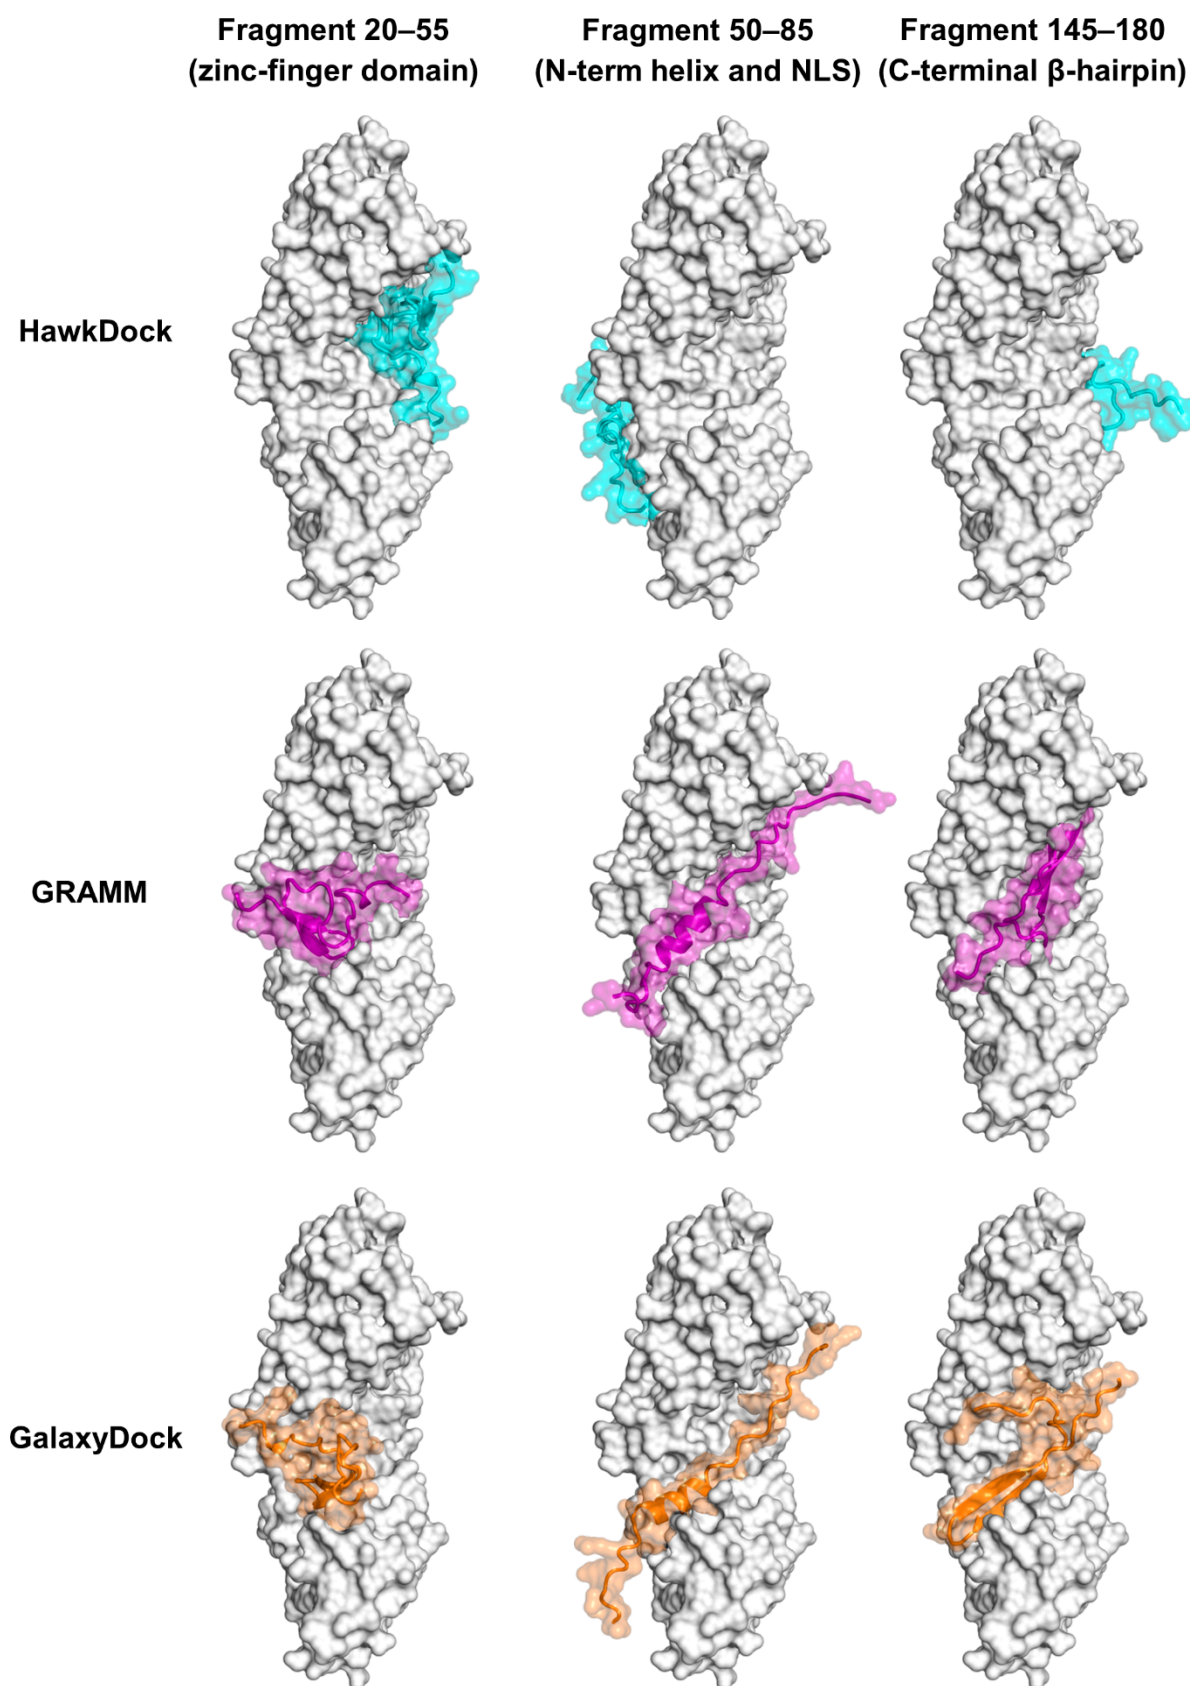 Fragment 20–55
(zinc-finger domain)
Fragment 50–85
(N-term helix and NLS)
Fragment 145–180
(C-terminal β-hairpin)
HawkDock
GRAMM
GalaxyDock